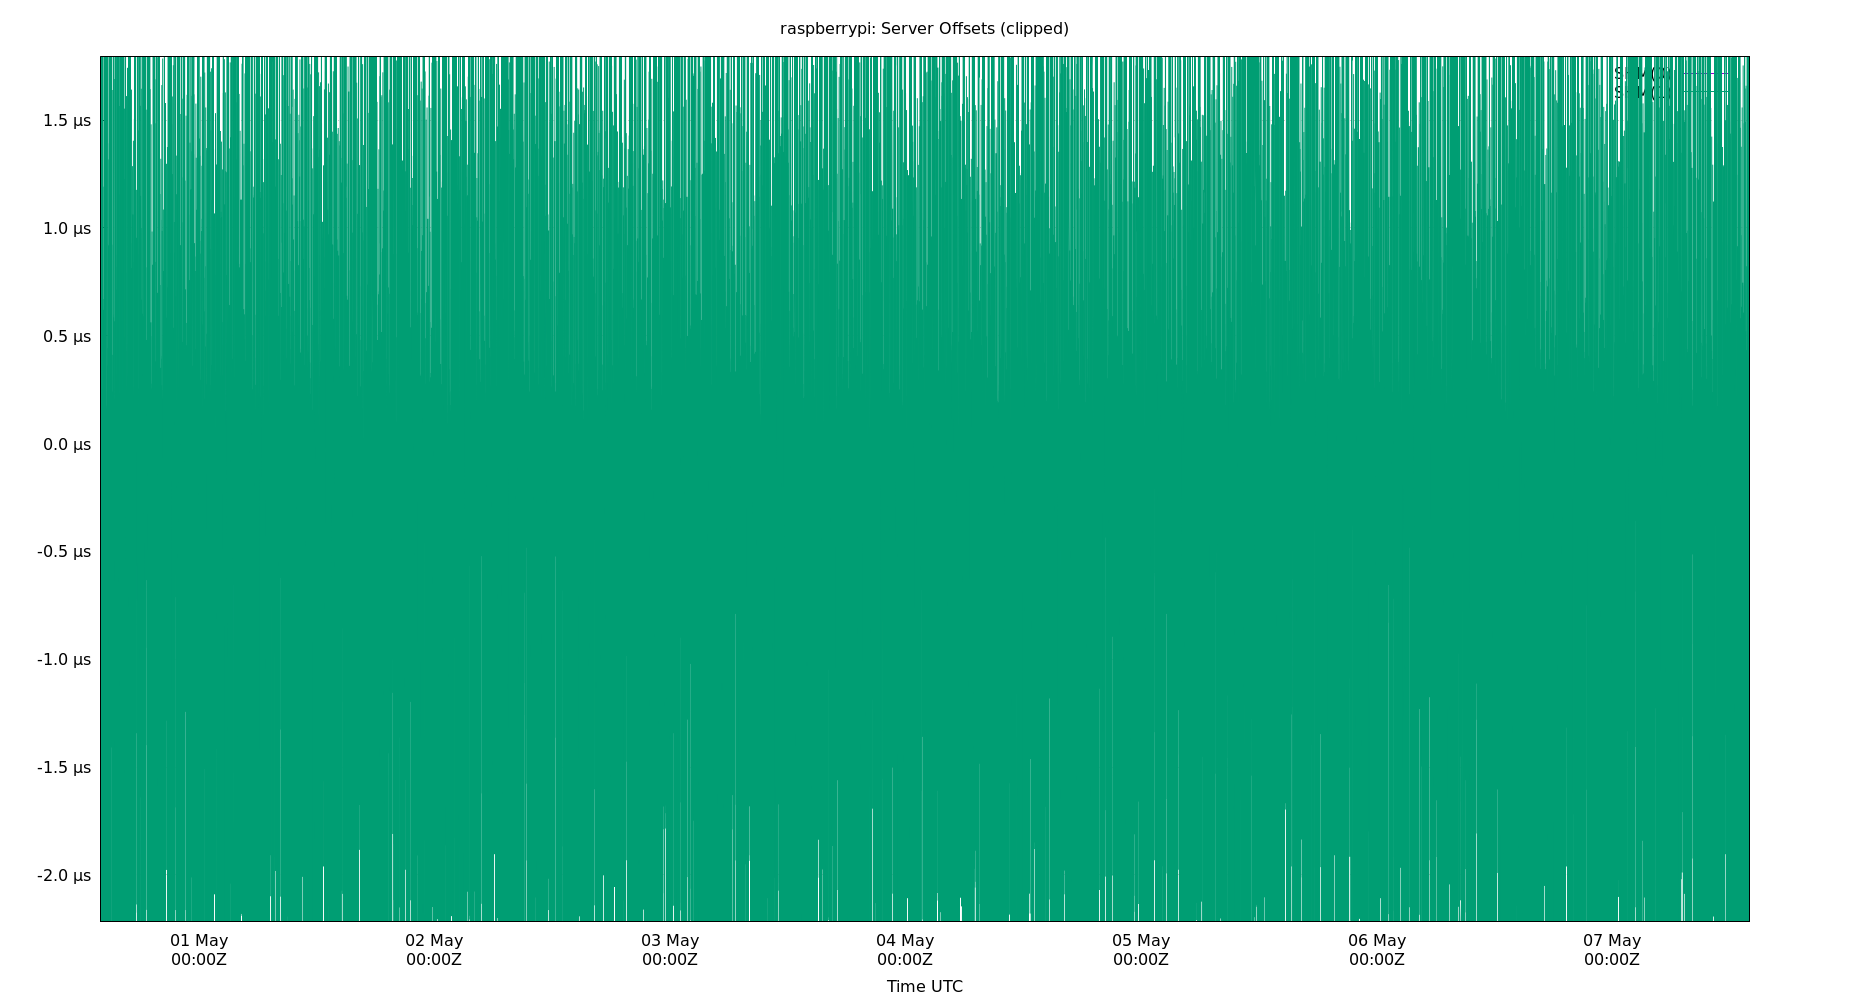 raspberrypi: Server Offsets (clipped)
1.5 µs
1.0 µs
0.5 µs
0.0 µs
-0.5 µs
-1.0 µs
-1.5 µs
-2.0 µs
01 May 02 May 03 May 04 May 05 May 06 May 07 May
00:00Z 00:00Z 00:00Z 00:00Z 00:00Z 00:00Z 00:00Z
Time UTC